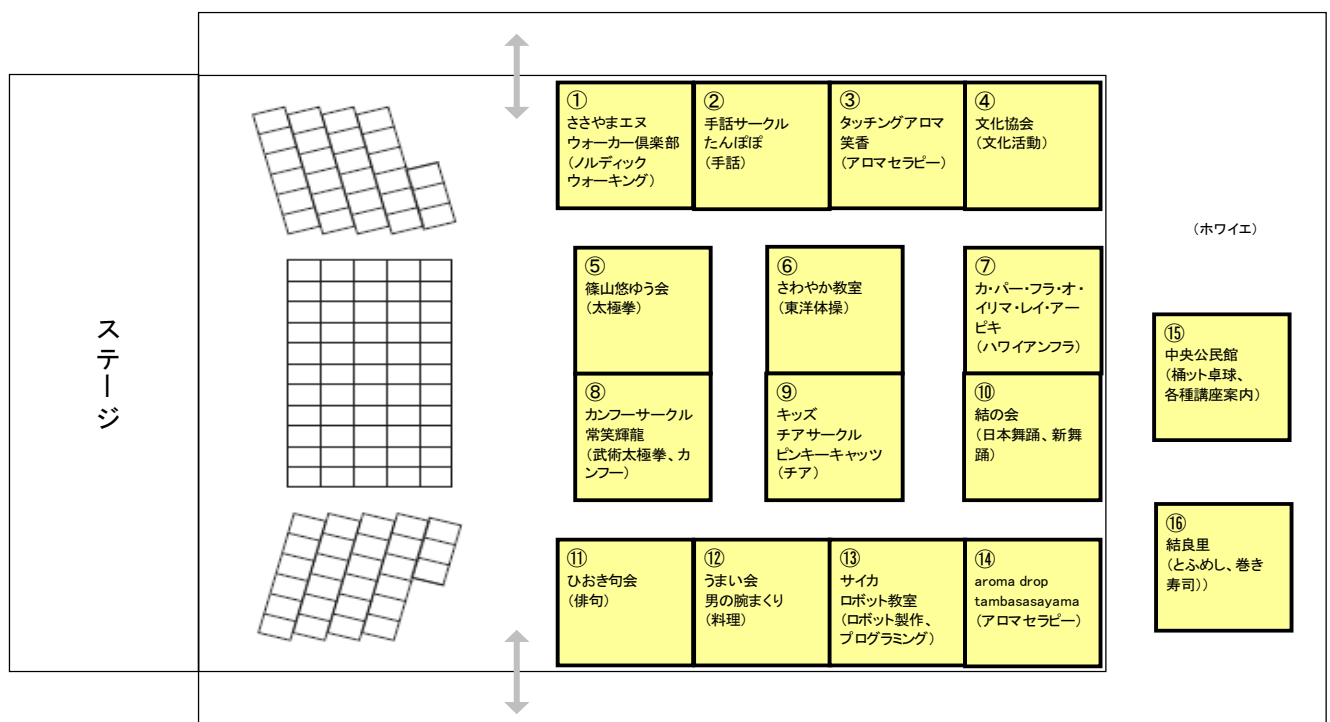 ステージ
①
ささやまエヌ
ウォーカー倶楽部
(ノルディック
ウォーキング)
②
手話サークル
たんぽぽ
(手話)
③
タッチングアロマ
笑香
(アロマセラピー)
④
文化協会
(文化活動)
(ホワイエ)
⑤
篠山悠ゆう会
(太極拳)
⑥
さわやか教室
(東洋体操)
⑦
カ・パー・フラ・オ・
イリマ・レイ・アー
ピキ
(ハワイアンフラ)
⑧
カンフーサークル
常笑輝龍
(武術太極拳、カ
ンフー)
⑨
キッズ
チアサークル
ピンキーキャッツ
(チア)
⑩
結の会
(日本舞踊、新舞
踊)
⑮
中央公民館
(桶ット卓球、
各種講座案内)
⑪
ひおき句会
(俳句)
⑫
うまい会
男の腕まくり
(料理)
⑬
サイカ
ロボット教室
(ロボット製作、
プログラミング)
⑭
aroma drop
tambasasayama
(アロマセラピー)
⑯
結良里
(とふめし、巻き
寿司))